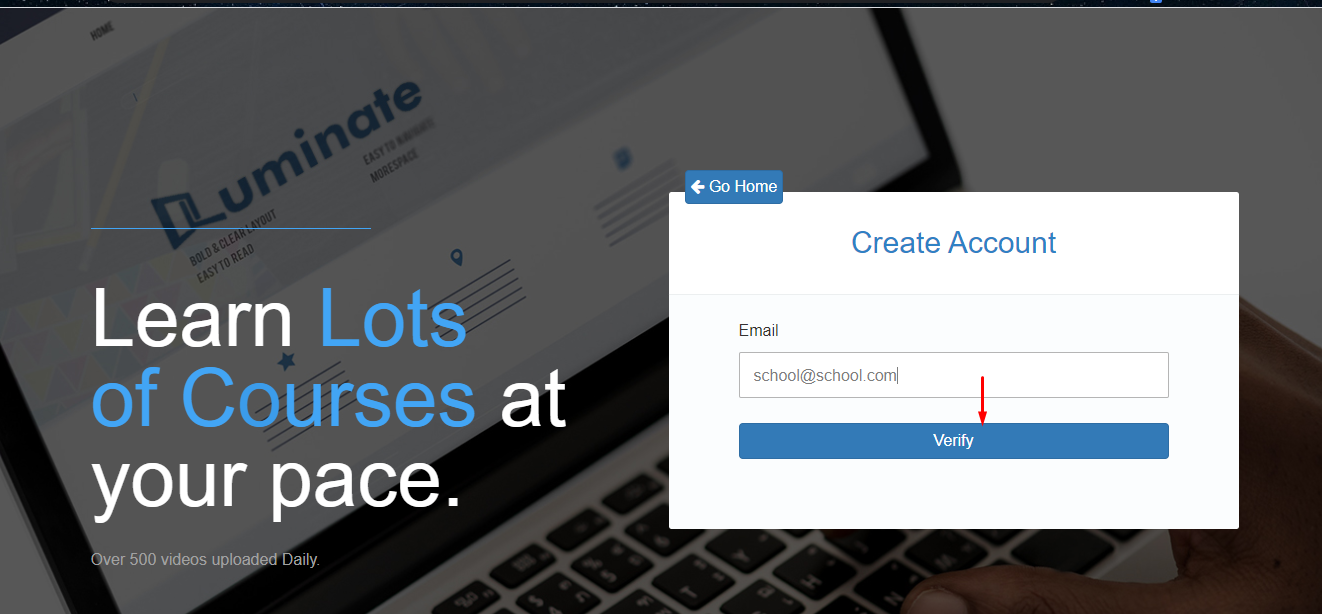 HOME
Luminate
EASY TO NAVIGATE
MORESPACE
BOLD & CLEAR LAYOUT
EASY TO READ
Learn Lots
of Courses at
your pace.
Over 500 videos uploaded Daily.
Go Home
Create Account
Email
school@school.com
Verify